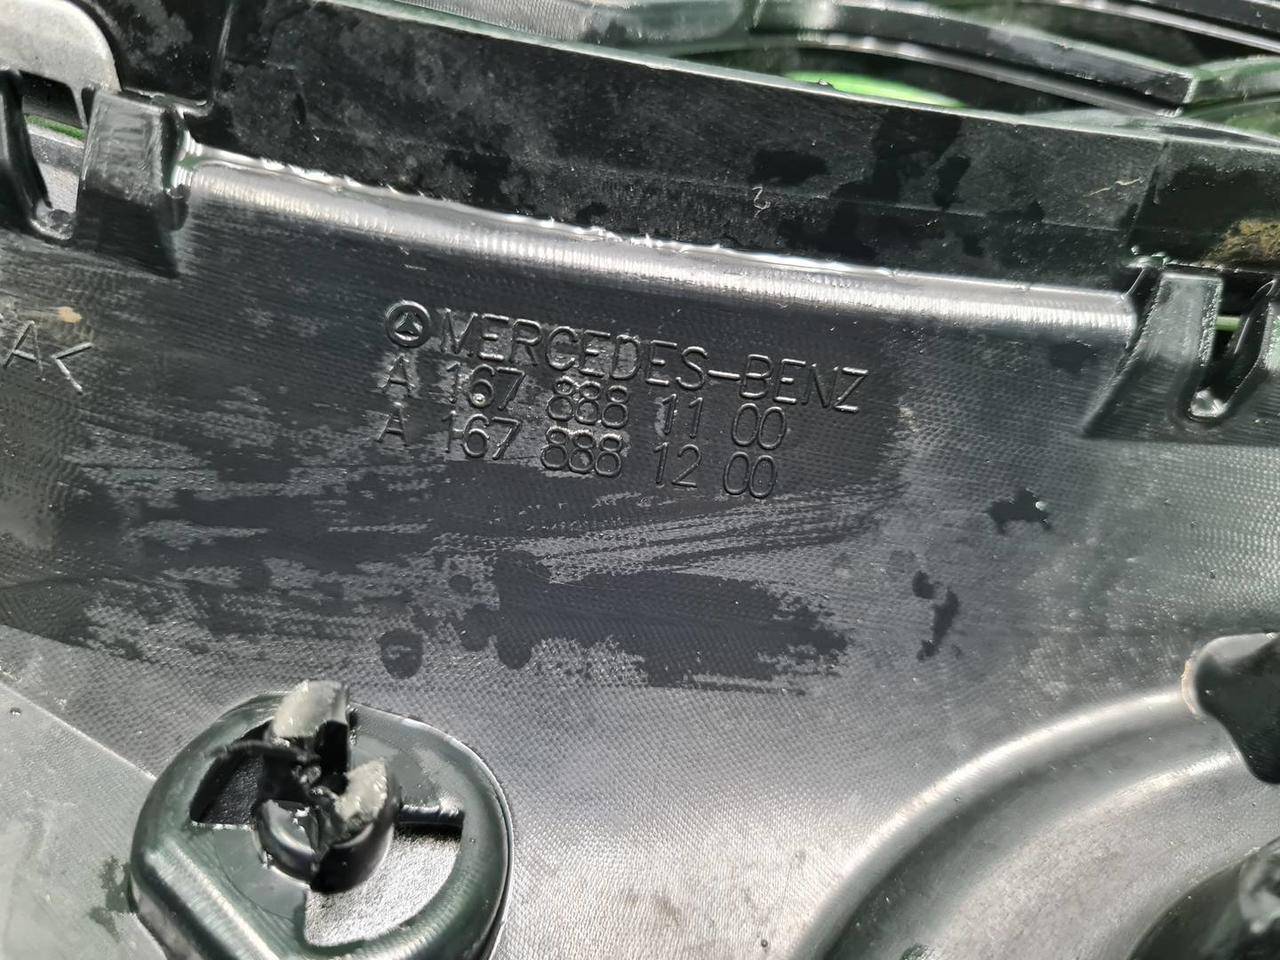 MERCEDES-BENZ
A 167 888 11 00
A 167 888 12 00
A<